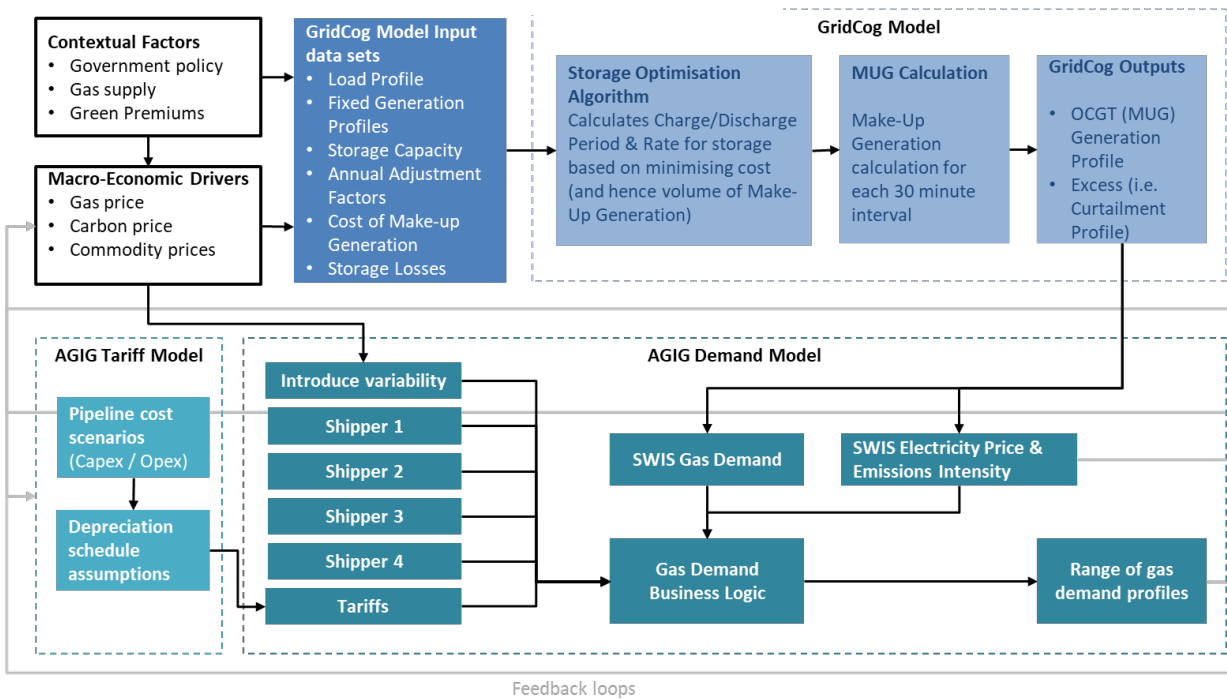 Contextual Factors
• Government policy
• Gas supply
• Green Premiums
Macro-Economic Drivers
• Gas price
• Carbon price
• Commodity prices
GridCog Model Input
data sets
• Load Profile
• Fixed Generation
Profiles
• Storage Capacity
• Annual Adjustment
Factors
• Cost of Make-up
Generation
• Storage Losses
GridCog Model
Storage Optimisation
Algorithm
Calculates Charge/Discharge
Period & Rate for storage
based on minimising cost
(and hence volume of Make-
Up Generation)
MUG Calculation
Make-Up
Generation
calculation for
each 30 minute
interval
GridCog Outputs
• OCGT (MUG)
Generation
Profile
• Excess (i.e.
Curtailment
Profile)
AGIG Tariff Model
Pipeline cost
scenarios
(Capex / Opex)
Depreciation
schedule
assumptions
AGIG Demand Model
Introduce variability
Shipper 1
Shipper 2
Shipper 3
Shipper 4
Tariffs
SWIS Gas Demand
SWIS Electricity Price &
Emissions Intensity
Gas Demand
Business Logic
Range of gas
demand profiles
Feedback loops